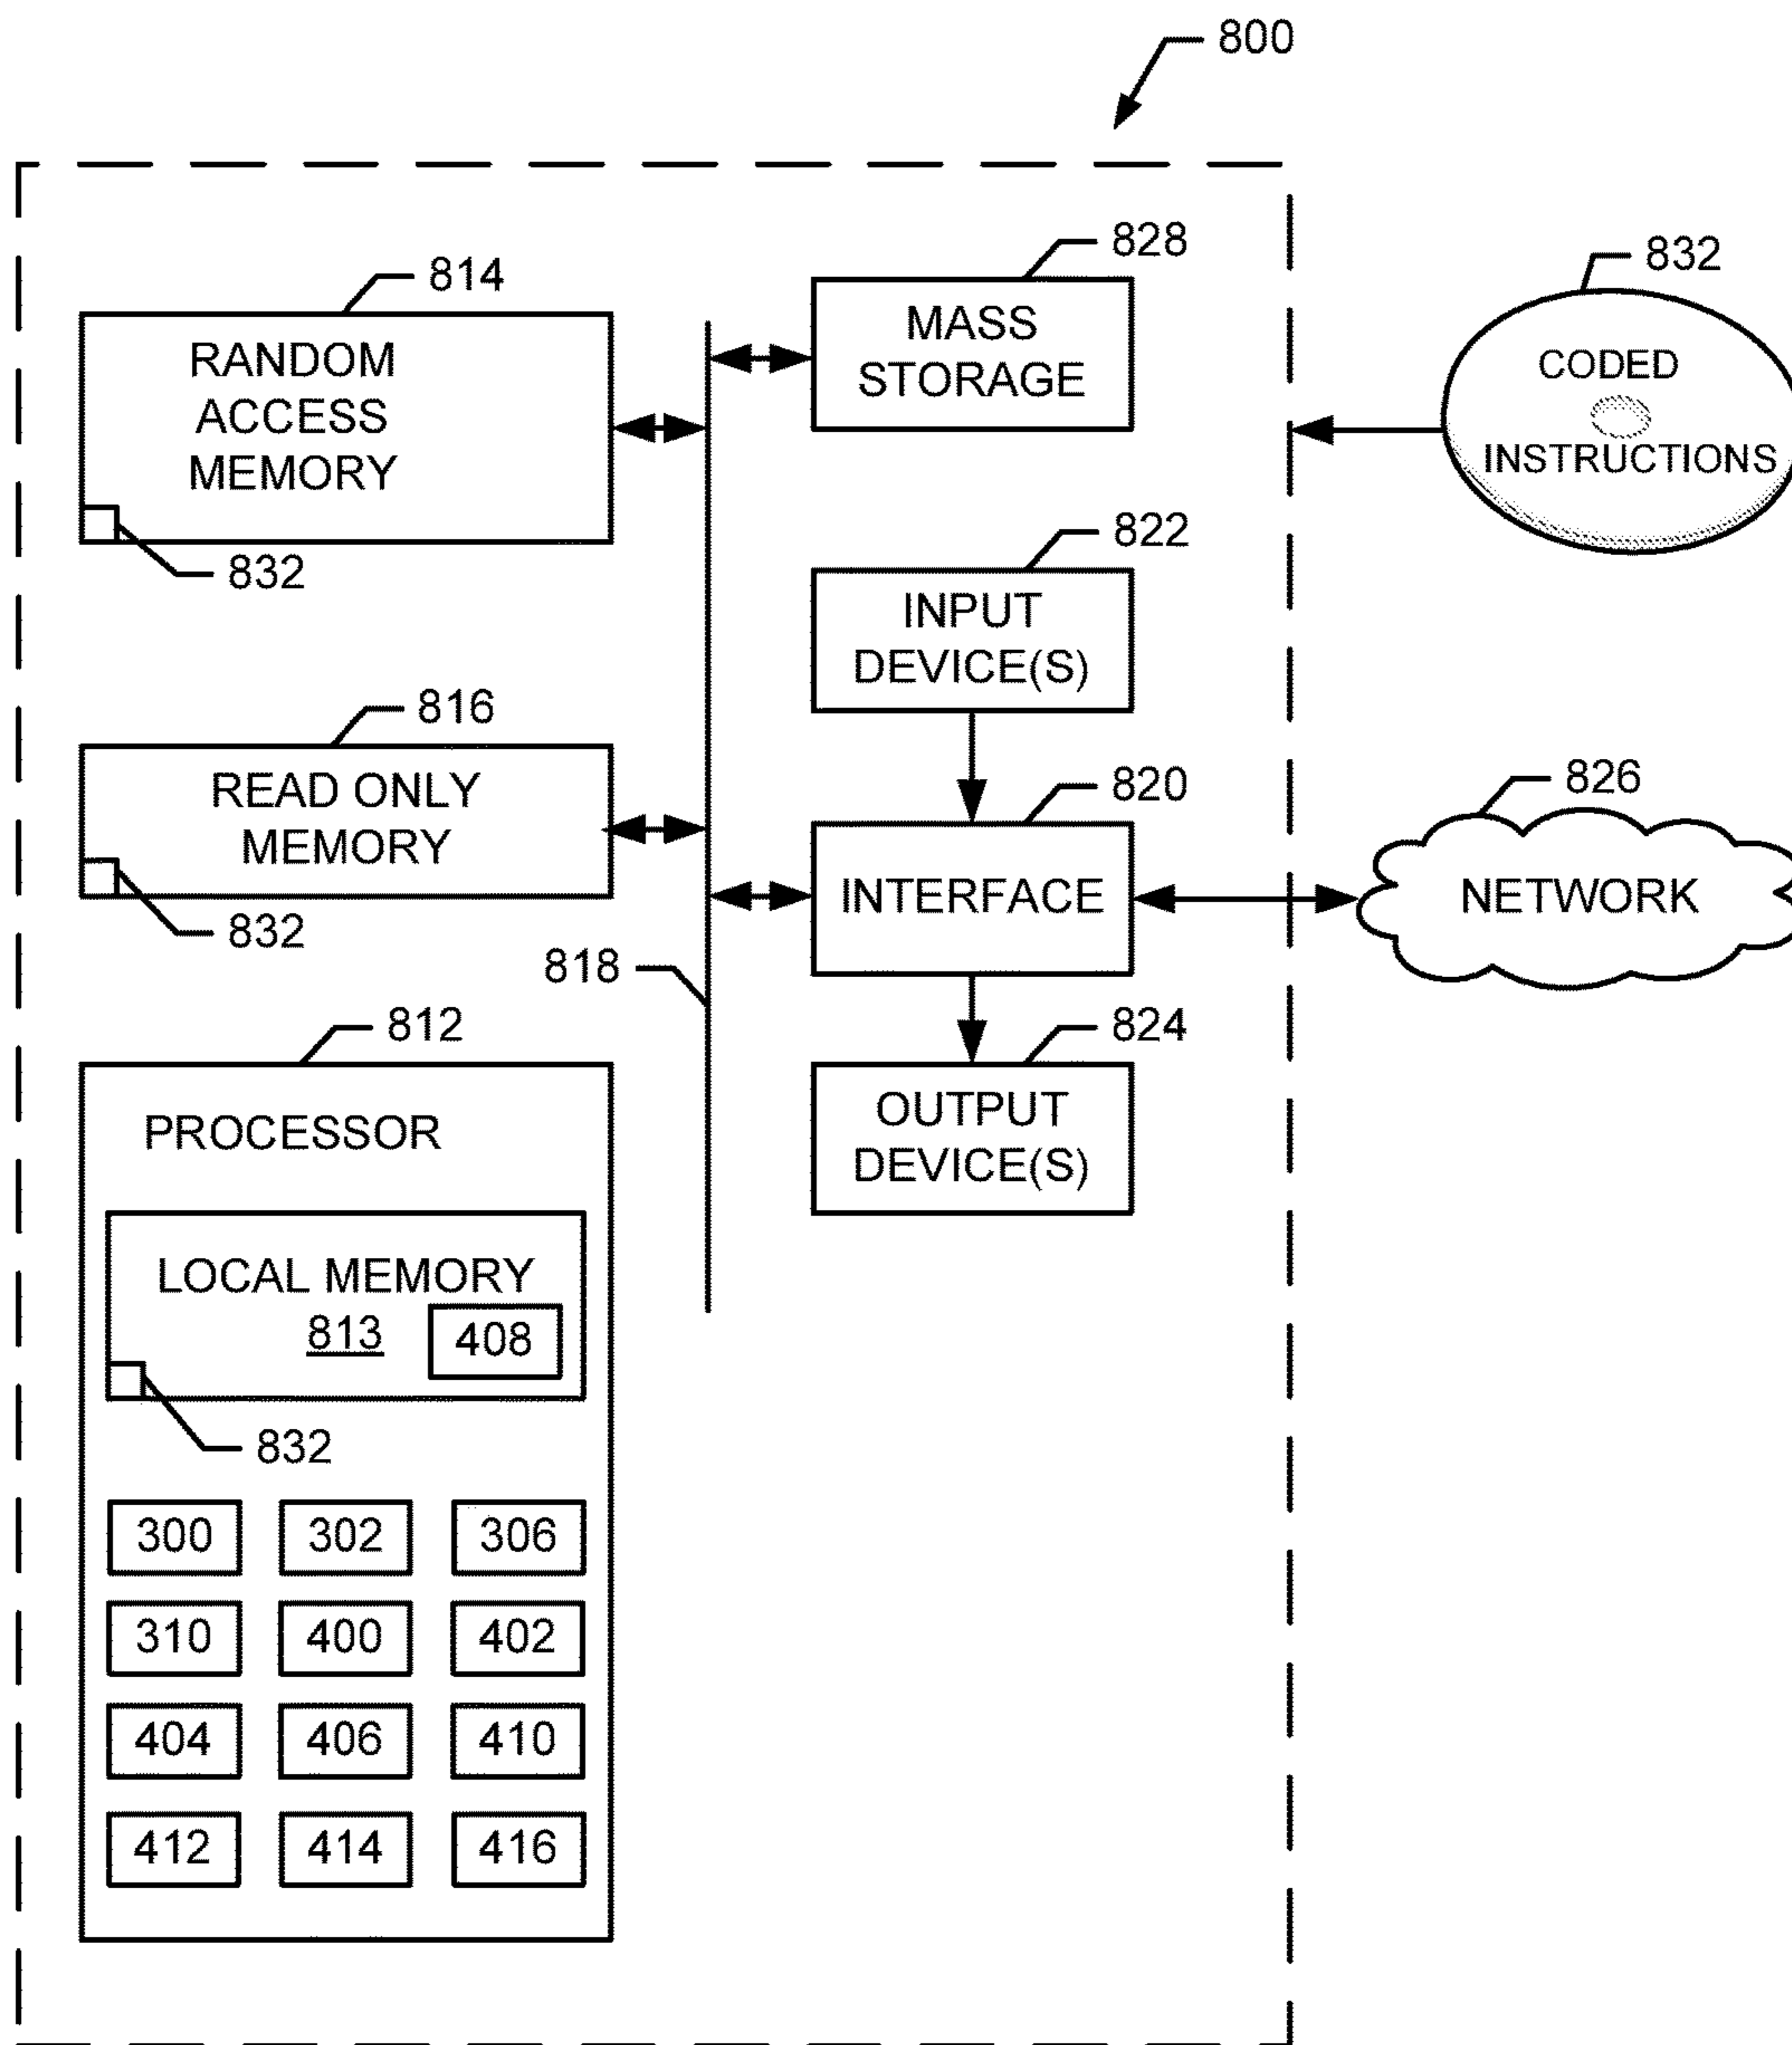 800
814
RANDOM
ACCESS
MEMORY
832
828
MASS
STORAGE
832
CODED
INSTRUCTIONS
822
INPUT
DEVICE(S)
816
READ ONLY
MEMORY
832
820
INTERFACE
826
NETWORK
818
824
OUTPUT
DEVICE(S)
812
PROCESSOR
LOCAL MEMORY
813
408
832
300 302 306
310 400 402
404 406 410
412 414 416